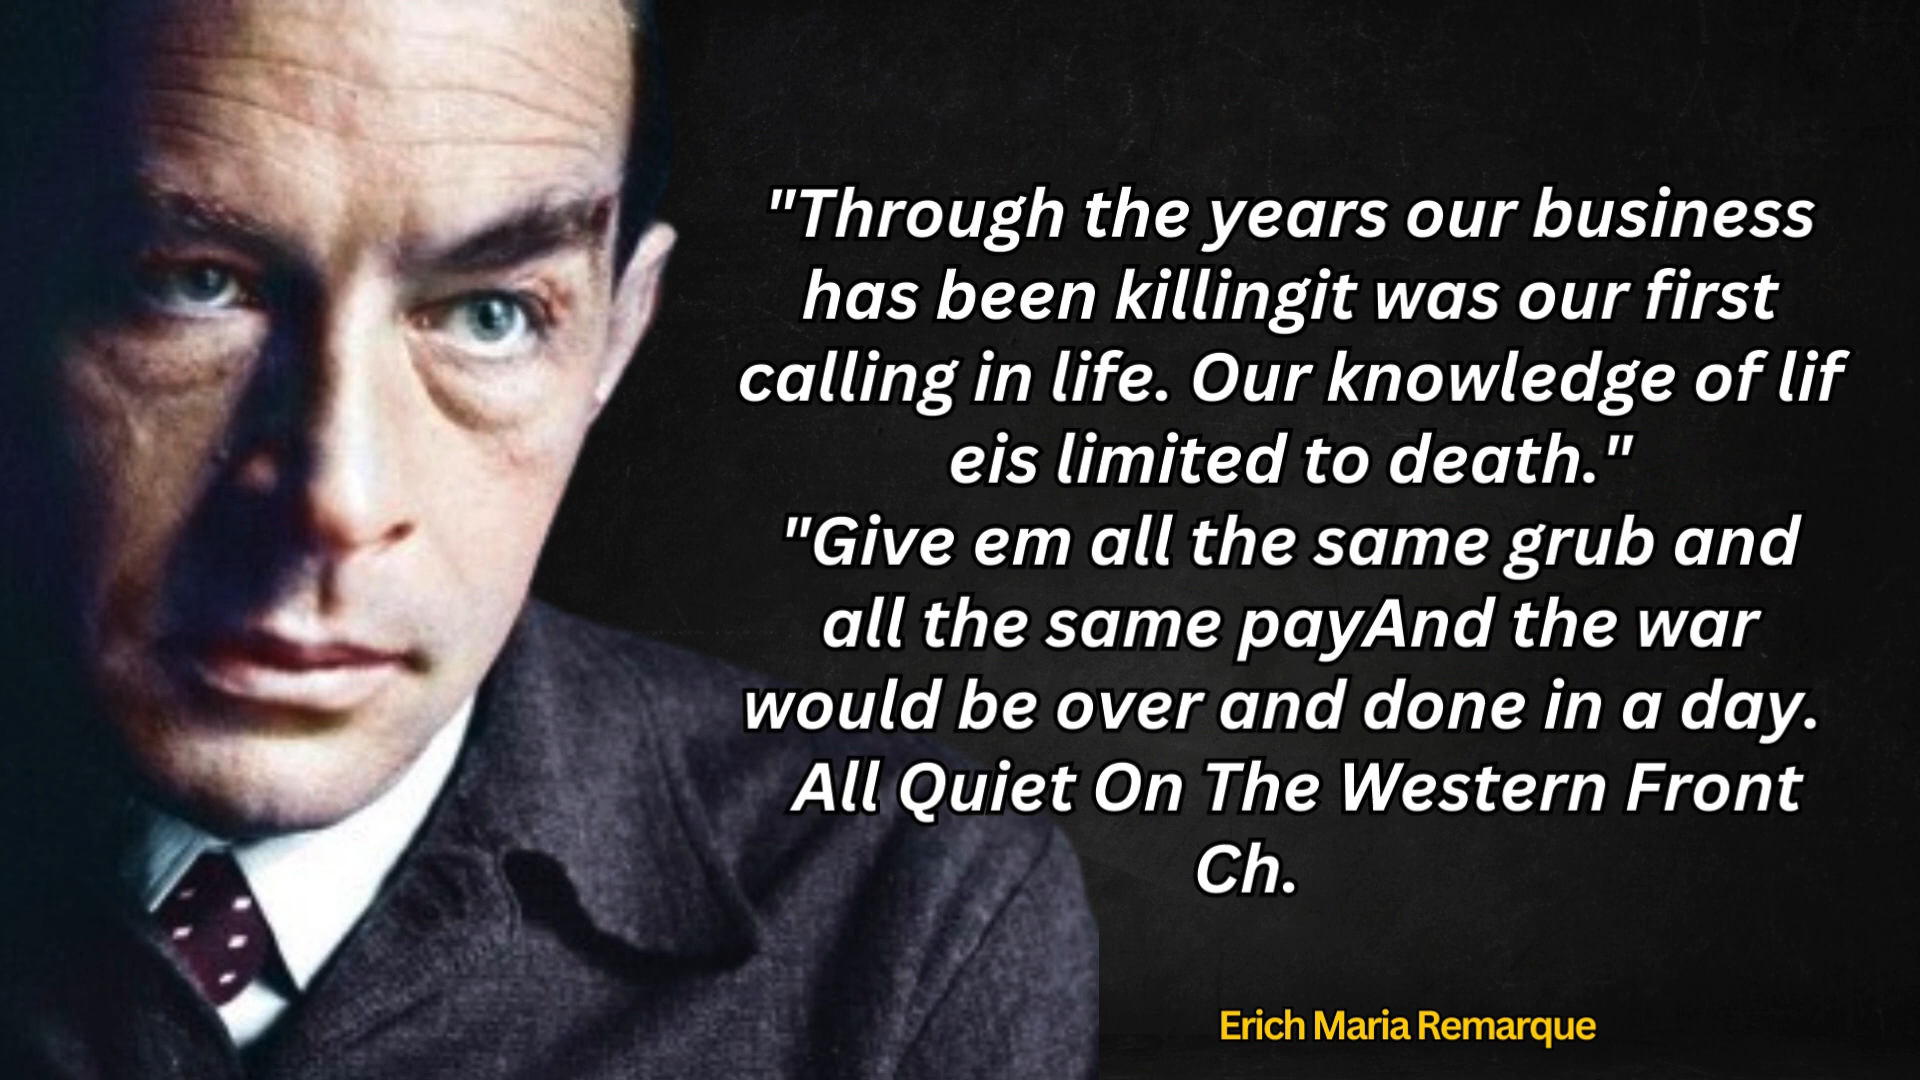 "Through the years our business
has been killingit was our first
calling in life. Our knowledge of lif
eis limited to death."
"Give em all the same grub and
all the same payAnd the war
would be over and done in a day.
All Quiet On The Western Front
Ch.
Erich Maria Remarque